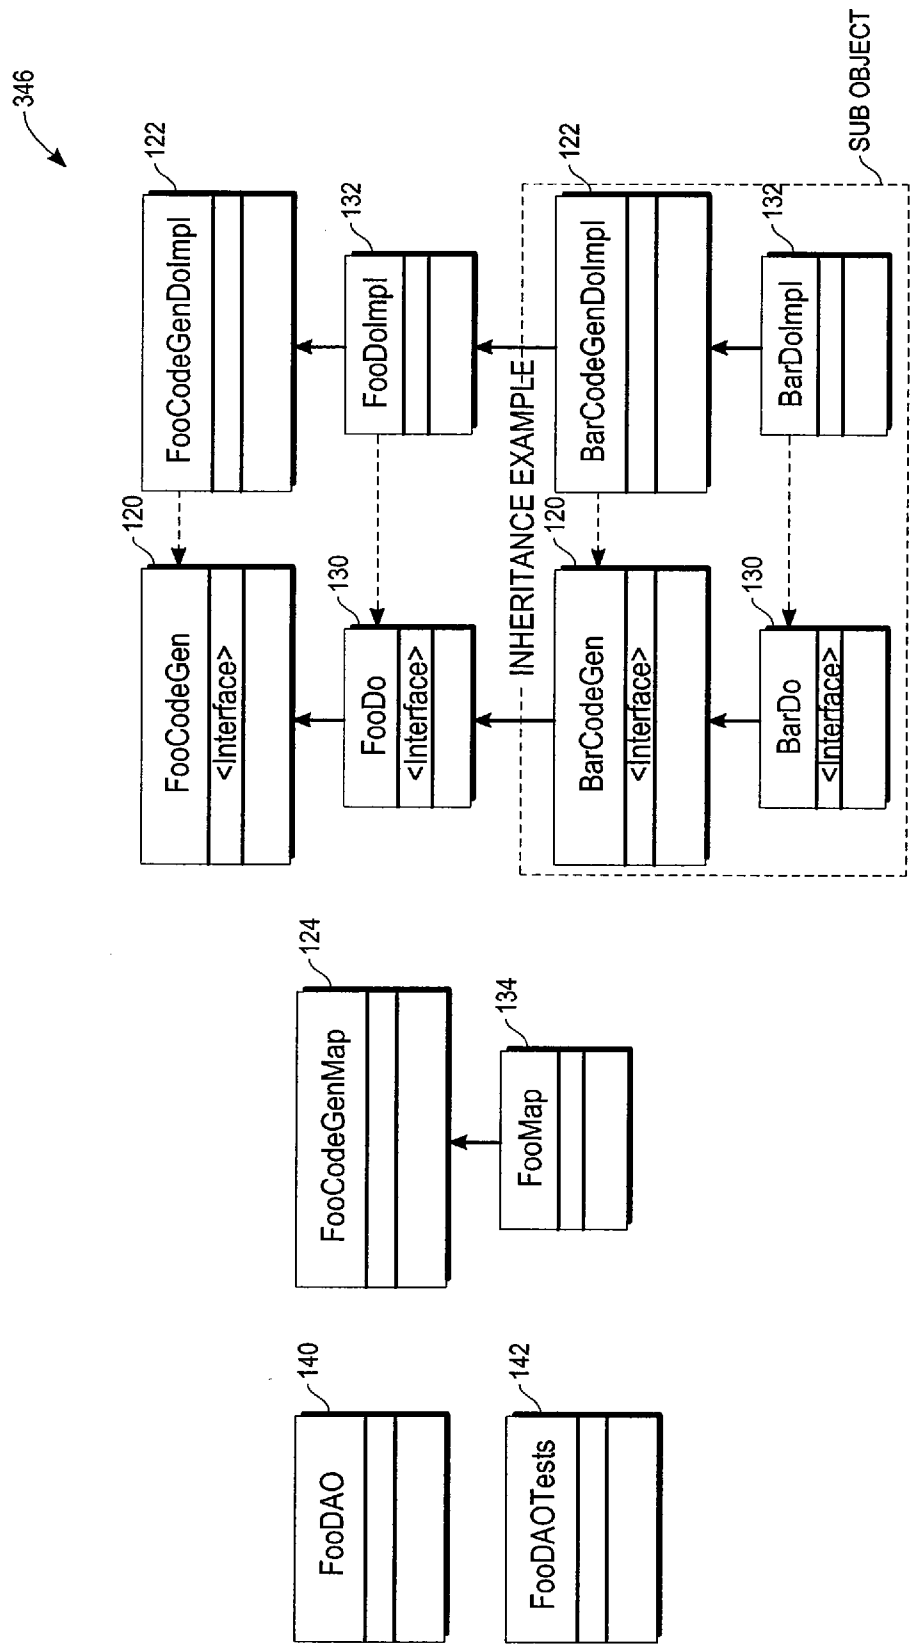 346
FooDAO
140
FooDAOTests
142
FooCodeGenMap
124
FooMap
134
FooCodeGen
<Interface>
120
FooCodeGenDoImpl
122
FooDo
<Interface>
130
FooDoImpl
132
INHERITANCE EXAMPLE
BarCodeGen
<Interface>
120
BarCodeGenDoImpl
122
BarDo
<Interface>
130
BarDoImpl
132
SUB OBJECT